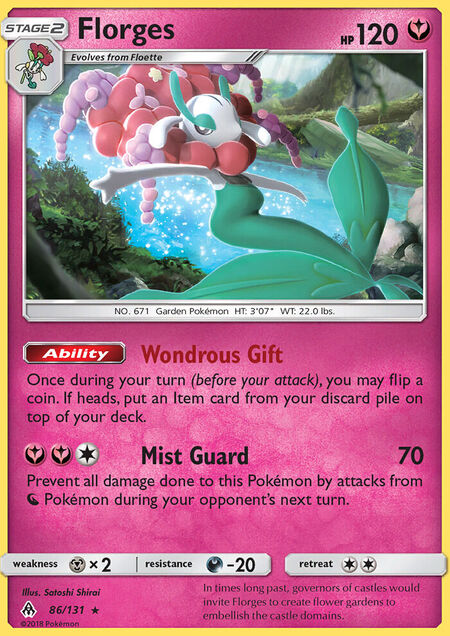 STAGE2 Florges HP120
Evolves from Floette
NO. 671 Garden Pokémon HT: 3'07" WT: 22.0 lbs.
Ability Wondrous Gift
Once during your turn (before your attack), you may flip a
coin. If heads, put an Item card from your discard pile on
top of your deck.
Mist Guard 70
Prevent all damage done to this Pokémon by attacks from
Pokémon during your opponent's next turn.
weakness ×2 resistance -20 retreat
Illus. Satoshi Shirai
86/131 ★
©2018 Pokémon
In times long past, governors of castles would
invite Florges to create flower gardens to
embellish the castle domains.